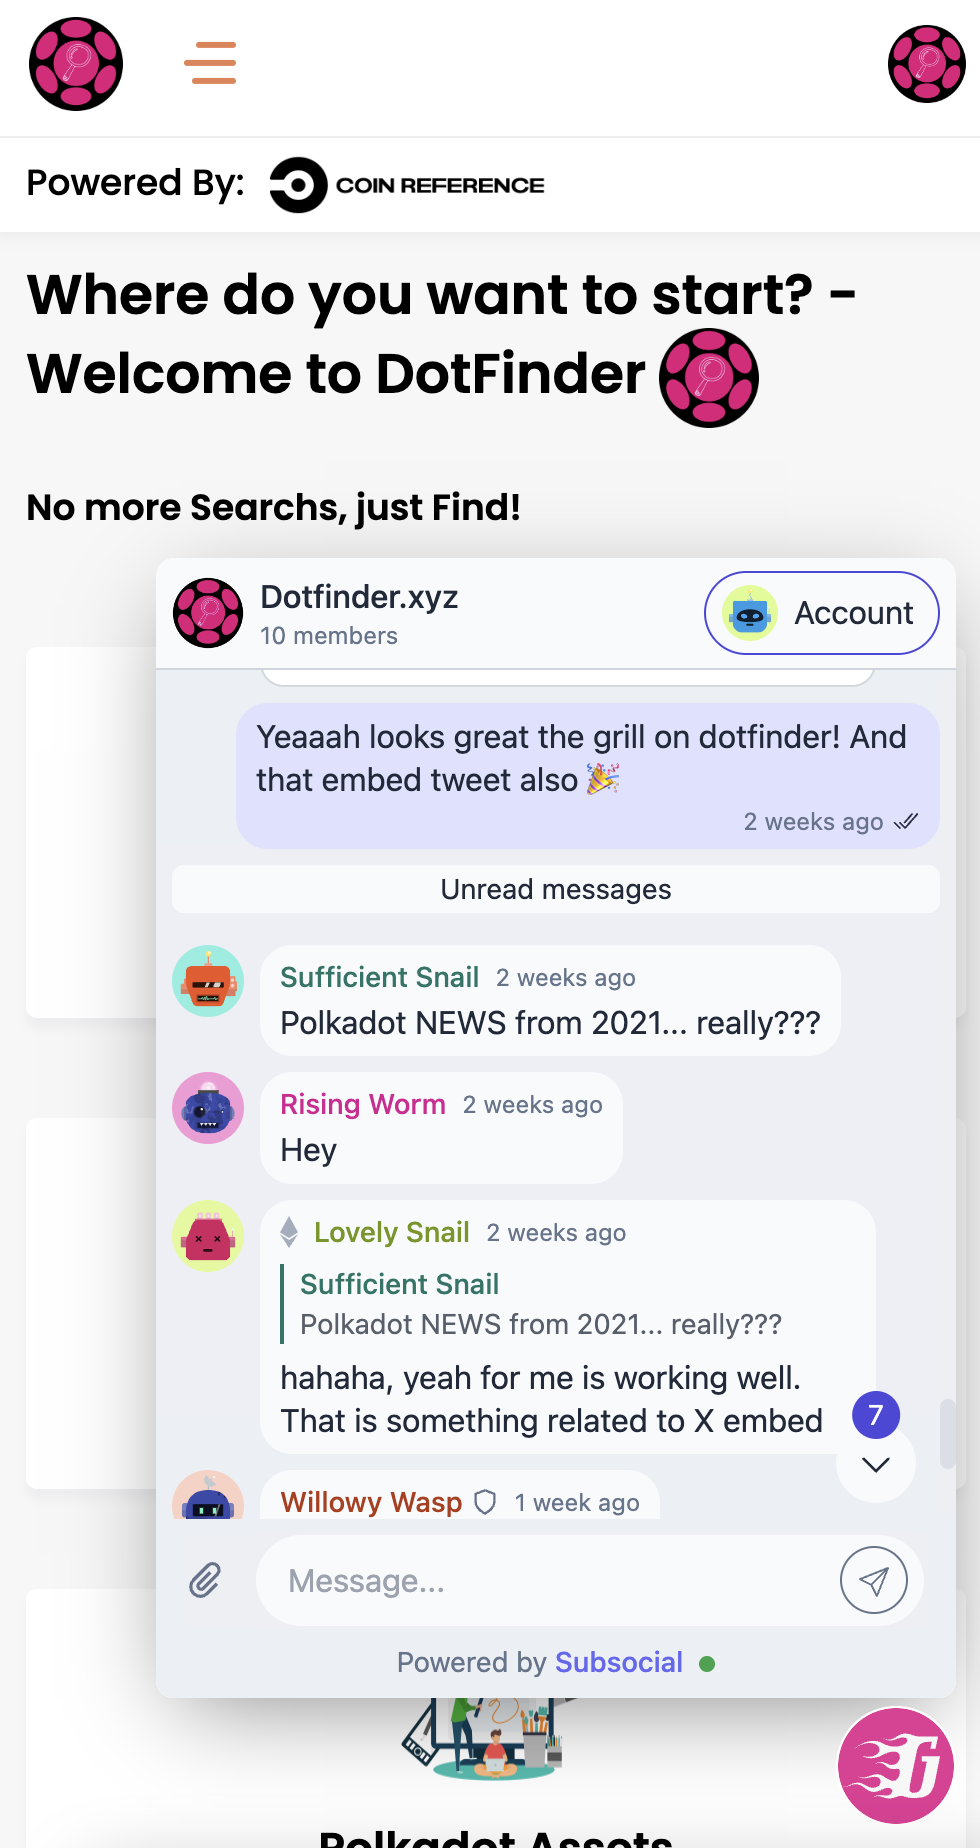 Powered By: COIN REFERENCE
Where do you want to start? -
Welcome to DotFinder
No more Searchs, just Find!
Dotfinder.xyz
10 members
Account
Yeaaah looks great the grill on dotfinder! And
that embed tweet also 🎉
2 weeks ago
Unread messages
Sufficient Snail 2 weeks ago
Polkadot NEWS from 2021... really???
Rising Worm 2 weeks ago
Hey
Lovely Snail 2 weeks ago
Sufficient Snail
Polkadot NEWS from 2021... really???
hahaha, yeah for me is working well.
That is something related to X embed
7
Willowy Wasp 1 week ago
Message...
Powered by Subsocial
G
Polkadot Assets